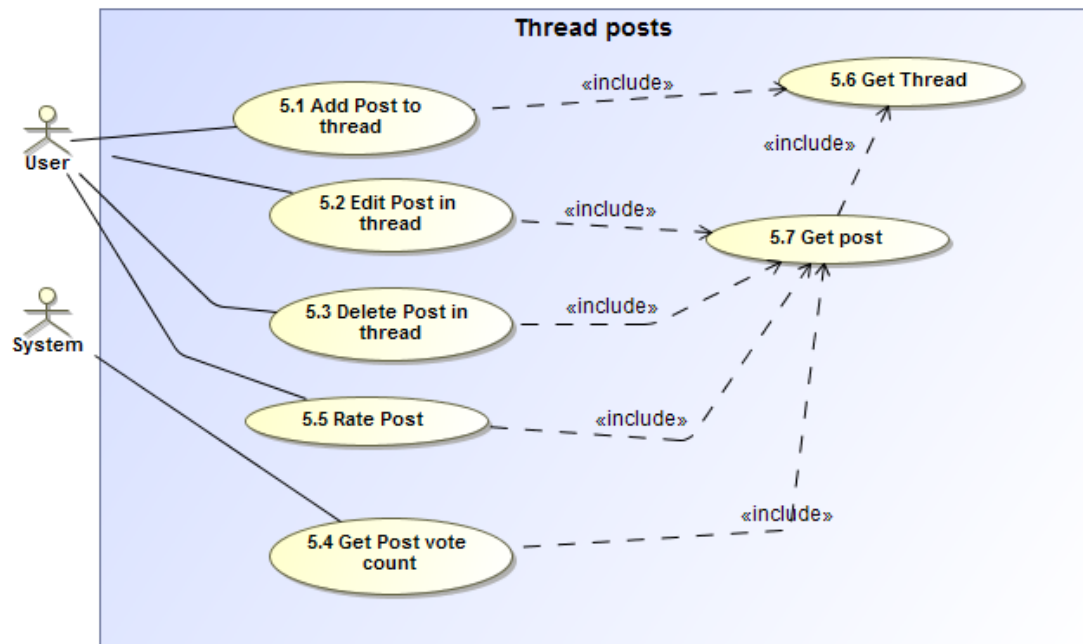 Thread posts
5.6 Get Thread
«include»
5.1 Add Post to
thread
User
«include»
5.2 Edit Post in
thread
«include»
5.7 Get post
5.3 Delete Post in
thread
«include»
System
5.5 Rate Post
«include»
5.4 Get Post vote
count
«include»